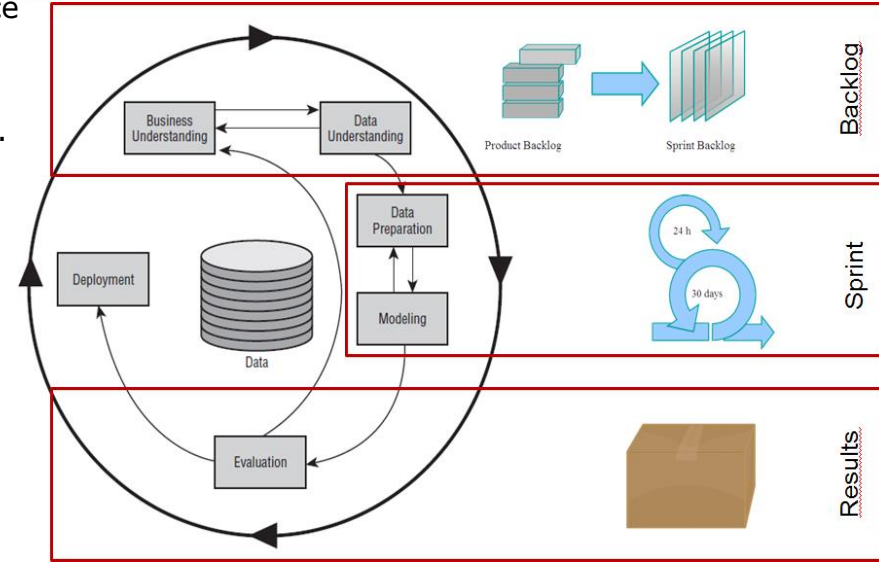 .
Business
Understanding
Data
Understanding
Product Backlog
Sprint Backlog
Backlog
Data
Preparation
24 h
30 days
Sprint
Deployment
Modeling
Data
Evaluation
Results